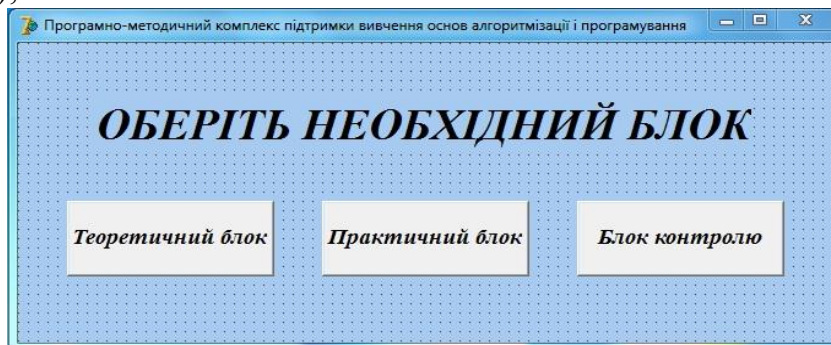 ),
Програмно-методичний комплекс підтримки вивчення основ алгоритмізації і програмування
ОБЕРІТЬ НЕОБХІДНИЙ БЛОК
Теоретичний блок Практичний блок Блок контролю